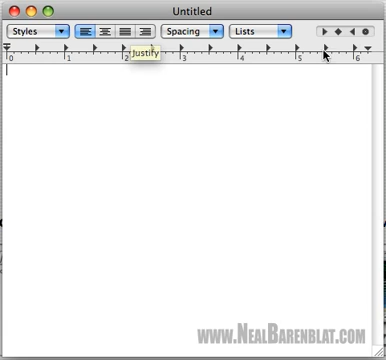 Untitled
Styles Spacing Lists
0 1 2 3 4 5 6
Justify
www.NealBarenblat.com